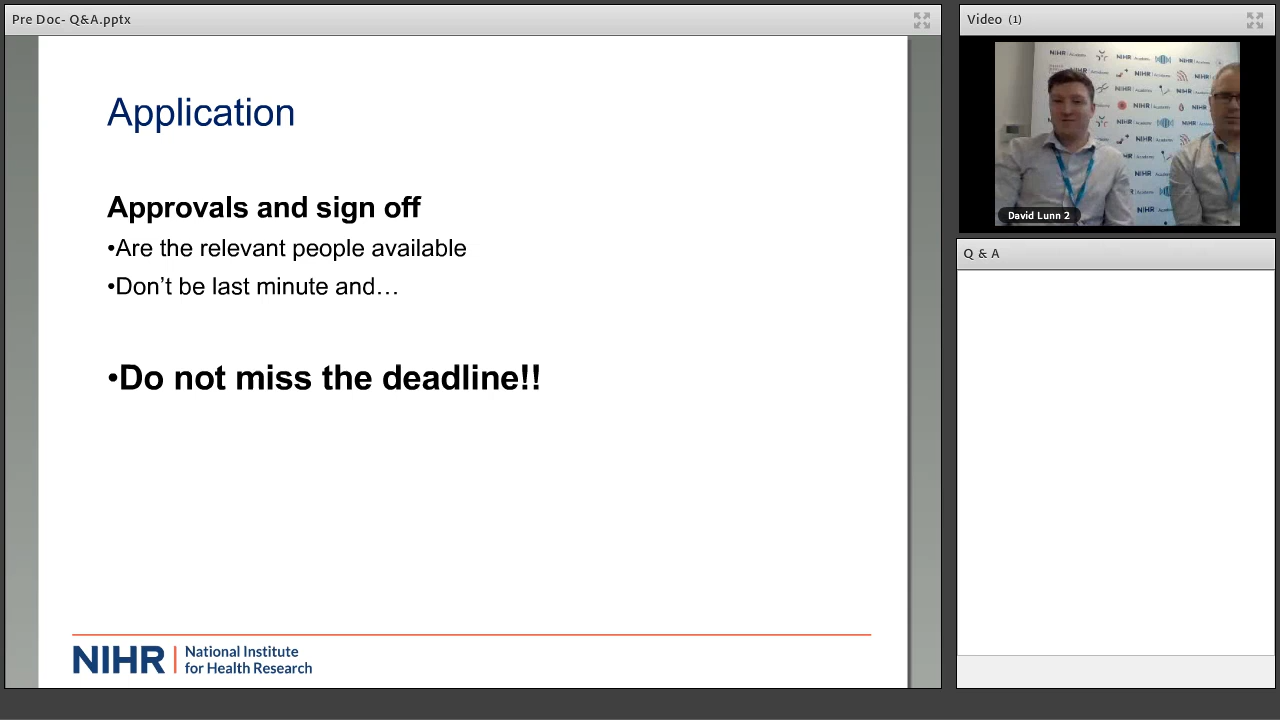 Pre Doc- Q&A.pptx
Application
Approvals and sign off
•Are the relevant people available
•Don’t be last minute and…
•Do not miss the deadline!!
NIHR | National Institute
for Health Research
Video (1)
NIHR
David Lunn 2
Q & A